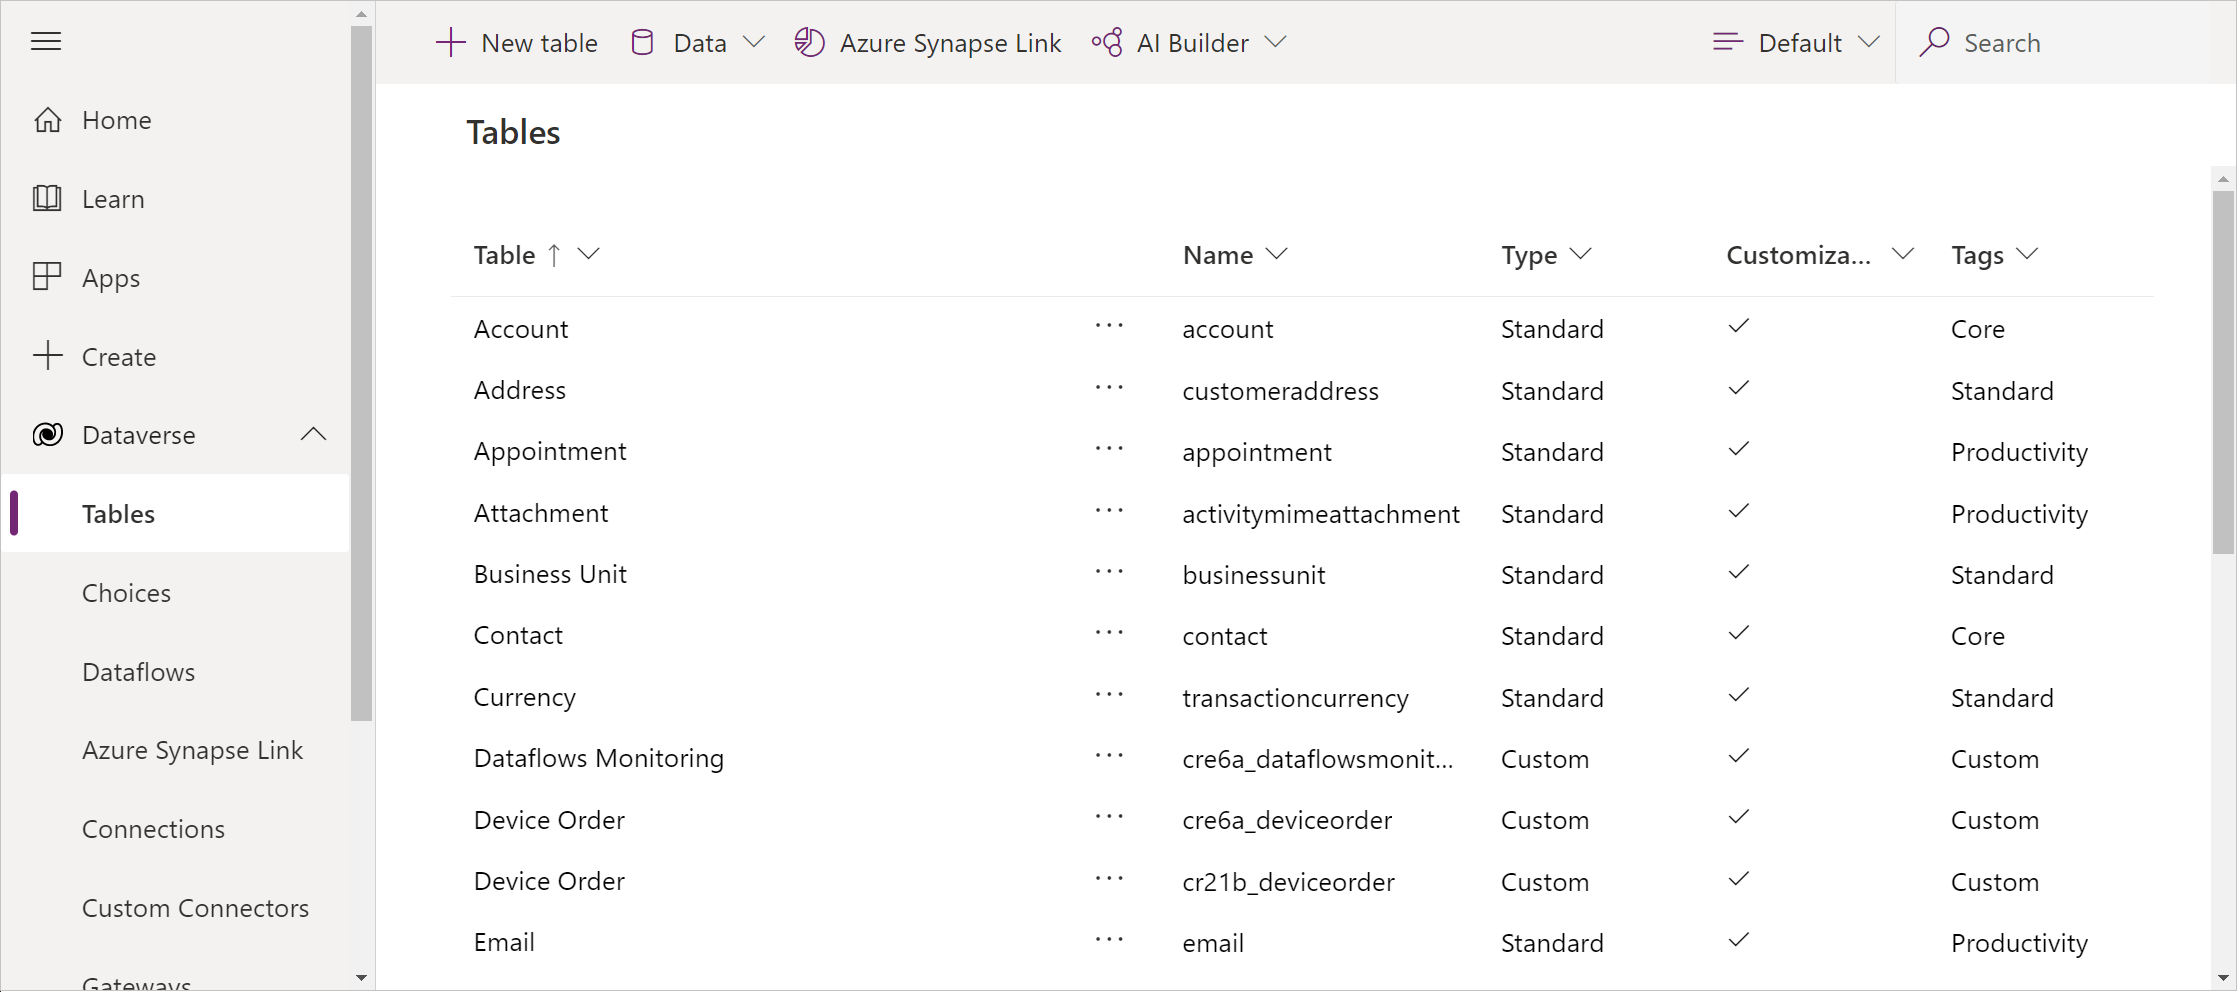 New table Data Azure Synapse Link AI Builder Default Search
Home
Learn
Apps
Create
Dataverse
Tables
Choices
Dataflows
Azure Synapse Link
Connections
Custom Connectors
Gateways
Tables
Table Name Type Customiza... Tags
Account ... account Standard Core
Address ... customeraddress Standard Standard
Appointment ... appointment Standard Productivity
Attachment ... activitymimeattachment Standard Productivity
Business Unit ... businessunit Standard Standard
Contact ... contact Standard Core
Currency ... transactioncurrency Standard Standard
Dataflows Monitoring ... cre6a_dataflowsmonit... Custom Custom
Device Order ... cre6a_deviceorder Custom Custom
Device Order ... cr21b_deviceorder Custom Custom
Email ... email Standard Productivity